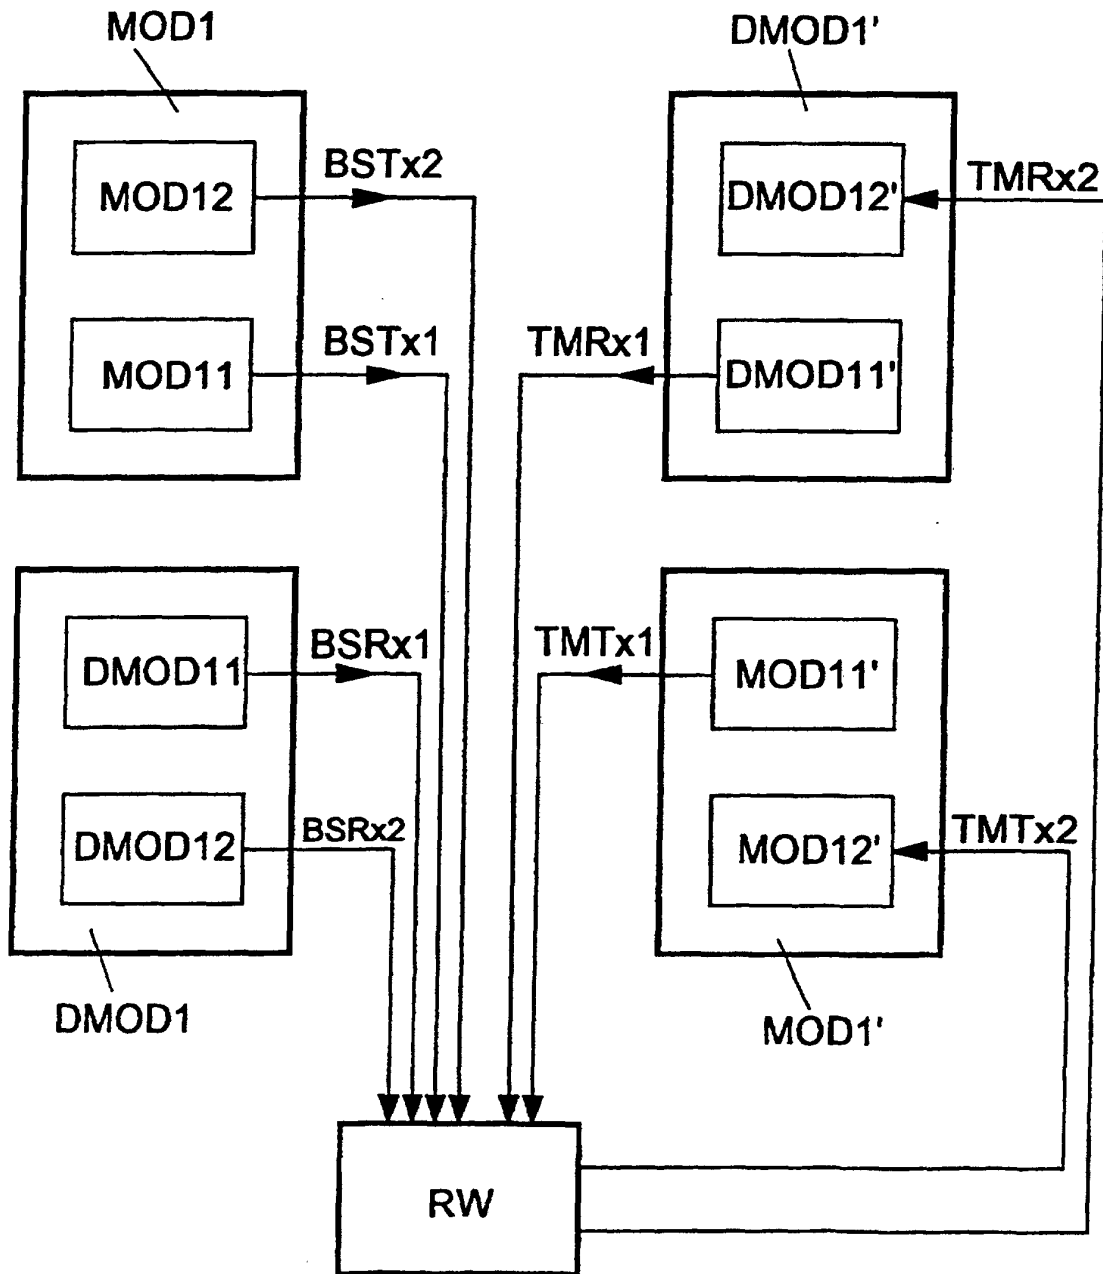 MOD1
DMOD1'
MOD12
BSTx2
DMOD12'
TMRx2
MOD11
BSTx1
TMRx1
DMOD11'
DMOD11
BSRx1
TMTx1
MOD11'
DMOD12
BSRx2
MOD12'
TMTx2
DMOD1
MOD1'
RW